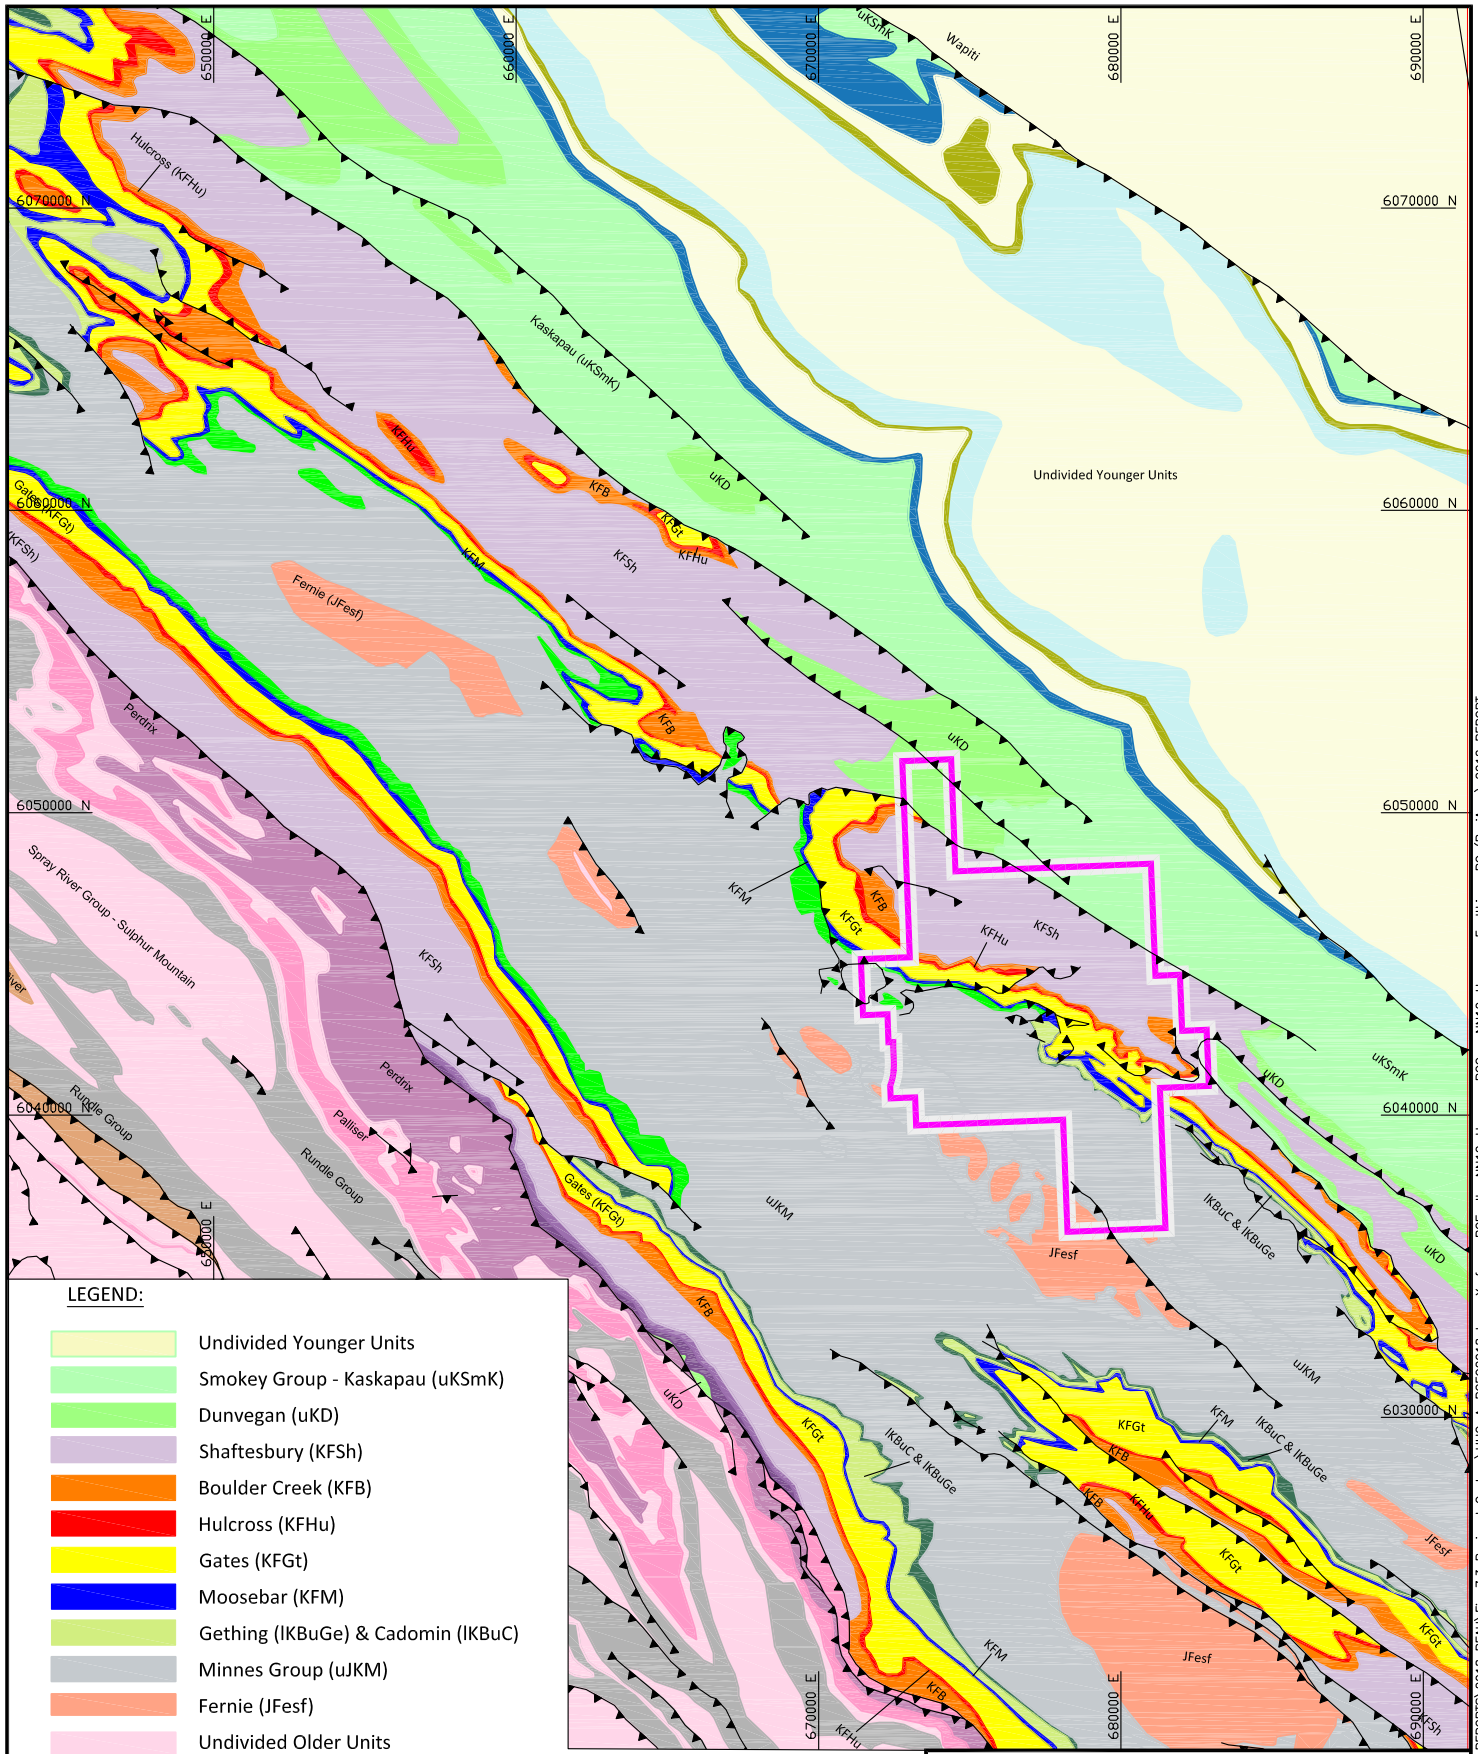 650000 E
660000 E
670000 E
680000 E
690000 E
uKSmK
Wapiti
Hulcross (KFHu)
6070000 N
6070000 N
Kaskapau (uKSmK)
KFHu
uKD
Undivided Younger Units
KFB
Gates (KFGt)
6060000 N
6060000 N
KFGt
KFHu
(KFSh)
KFM
KFSh
Fernie (JFesf)
Perdrix
KFB
uKD
6050000 N
6050000 N
Spray River Group - Sulphur Mountain
KFM
KFB
KFGt
KFHu
KFSh
KFSh
uKSmK
Perdrix
uKD
Rundle Group
6040000 N
6040000 N
Palliser
Rundle Group
Gates (KFGt)
uJKM
lKBuC & lKBuGe
650000 E
JFesf
uKD
KFB
uKD
uJKM
KFGt
lKBuC & lKBuGe
KFGt
KFM
lKBuC & lKBuGe
6030000 N
KFB
KFB
KFHu
KFGt
JFesf
KFM
JFesf
KFGt
KFB
KFHu
KFSh
670000 E
680000 E
690000 E
LEGEND:
Undivided Younger Units
Smokey Group - Kaskapau (uKSmK)
Dunvegan (uKD)
Shaftesbury (KFSh)
Boulder Creek (KFB)
Hulcross (KFHu)
Gates (KFGt)
Moosebar (KFM)
Gething (lKBuGe) & Cadomin (lKBuC)
Minnes Group (uJKM)
Fernie (JFesf)
Undivided Older Units